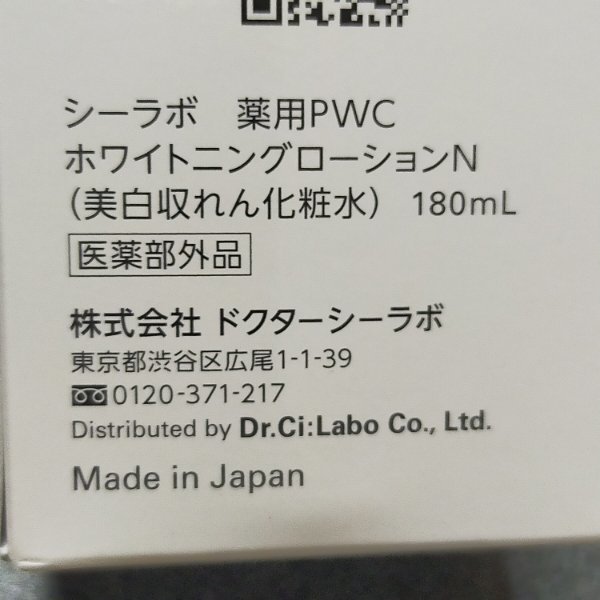 シーラボ　薬用PWC
ホワイトニングローションN
（美白収れん化粧水） 180mL
医薬部外品
株式会社 ドクターシーラボ
東京都渋谷区広尾1-1-39
0120-371-217
Distributed by Dr.Ci:Labo Co., Ltd.
Made in Japan